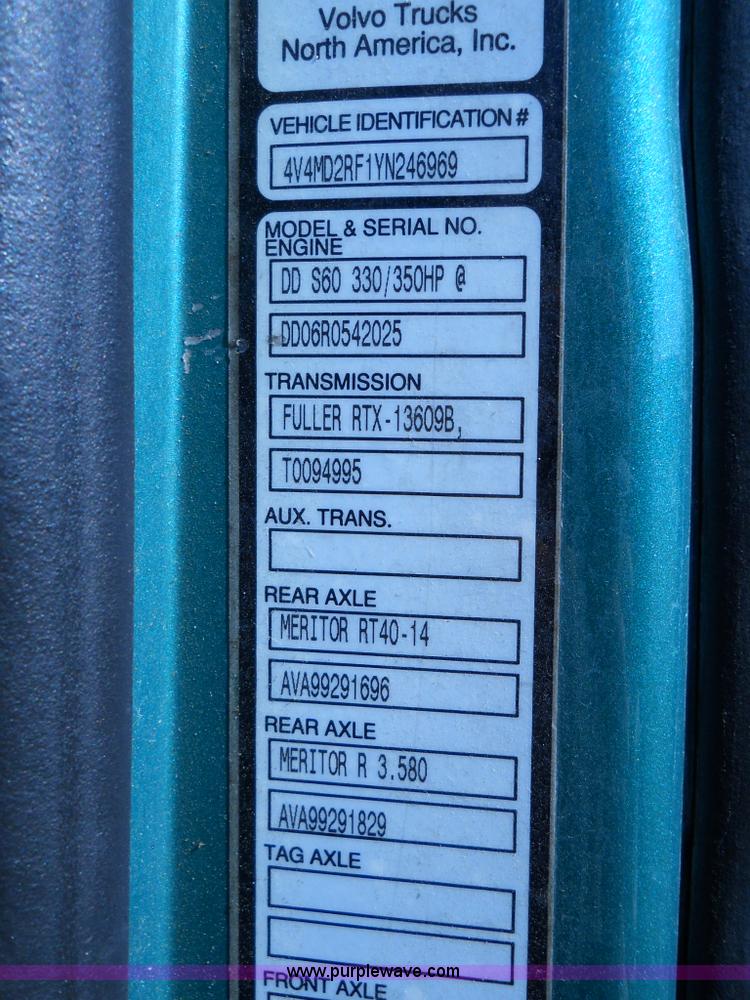 Volvo Trucks
North America, Inc.
VEHICLE IDENTIFICATION #
4V4MD2RF1YN246969
MODEL & SERIAL NO.
ENGINE
DD S60 330/350HP @
DD06R0542025
TRANSMISSION
FULLER RTX-13609B,
T0094995
AUX. TRANS.
REAR AXLE
MERITOR RT40-14
AVA99291696
REAR AXLE
MERITOR R 3.580
AVA99291829
TAG AXLE
www.purplewave.com
FRONT AXLE